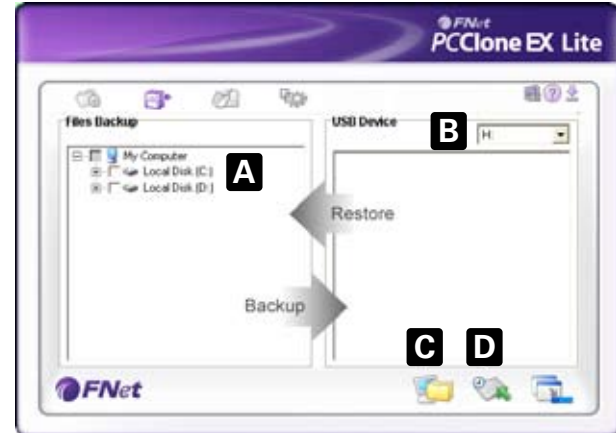 FNet
PCClone EX Lite
Files Backup
USB Device
B
H:
My Computer
Local Disk (C:)
A
Local Disk (D:)
Restore
Backup
C
D
FNet